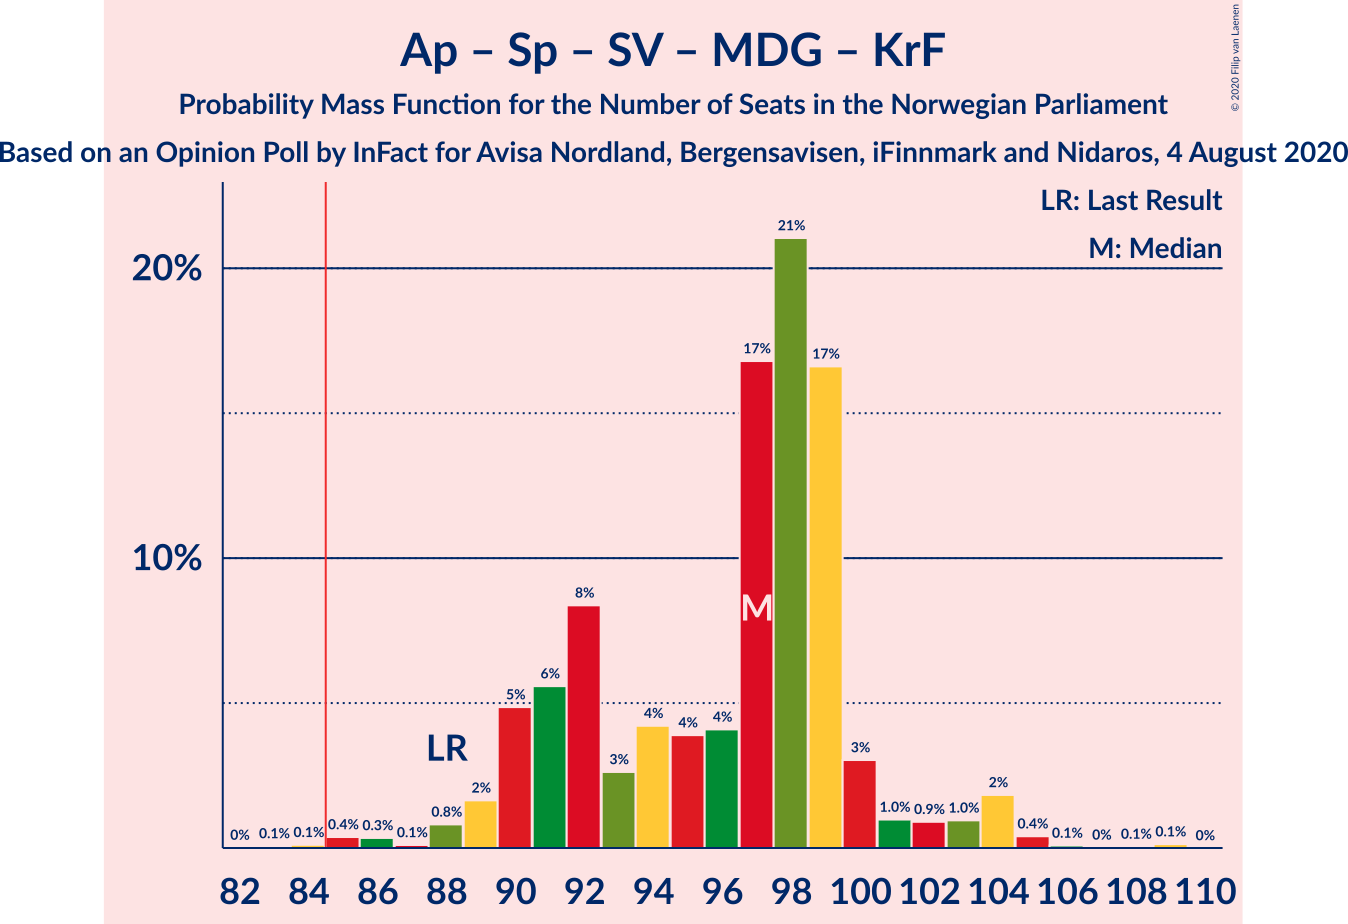 Ap – Sp – SV – MDG – KrF
Probability Mass Function for the Number of Seats in the Norwegian Parliament
Based on an Opinion Poll by InFact for Avisa Nordland, Bergensavisen, iFinnmark and Nidaros, 4 August 2020
© 2020 Filip van Laenen
LR: Last Result
M: Median
20%
10%
0% 0.1% 0.1% 0.4% 0.3% 0.1% 0.8% 2% 5% 6% 8% 3% 4% 4% 4% 17% 21% 17% 3% 1.0% 0.9% 1.0% 2% 0.4% 0.1% 0% 0.1% 0.1% 0%
LR
M
82 84 86 88 90 92 94 96 98 100 102 104 106 108 110